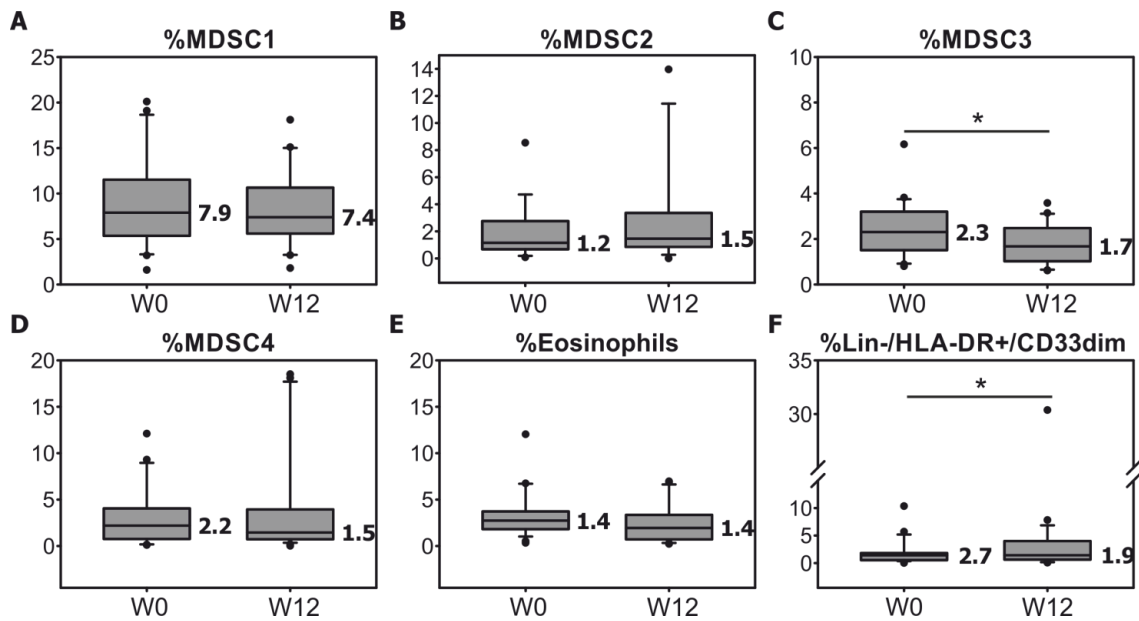 A
%MDSC1
25
20
15
10
5
0
7.9
7.4
W0
W12
B
%MDSC2
14
12
10
8
6
4
2
0
1.2
1.5
W0
W12
C
%MDSC3
10
8
6
4
2
0
*
2.3
1.7
W0
W12
D
%MDSC4
20
15
10
5
0
2.2
1.5
W0
W12
E
%Eosinophils
20
15
10
5
0
1.4
1.4
W0
W12
F
%Lin-/HLA-DR+/CD33dim
35
30
10
5
0
*
2.7
1.9
W0
W12